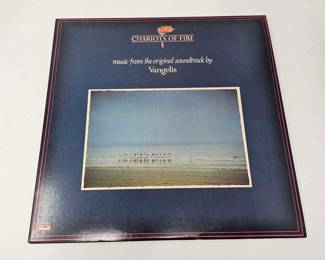 CHARIOTS OF FIRE
music from the original soundtrack by
Vangelis